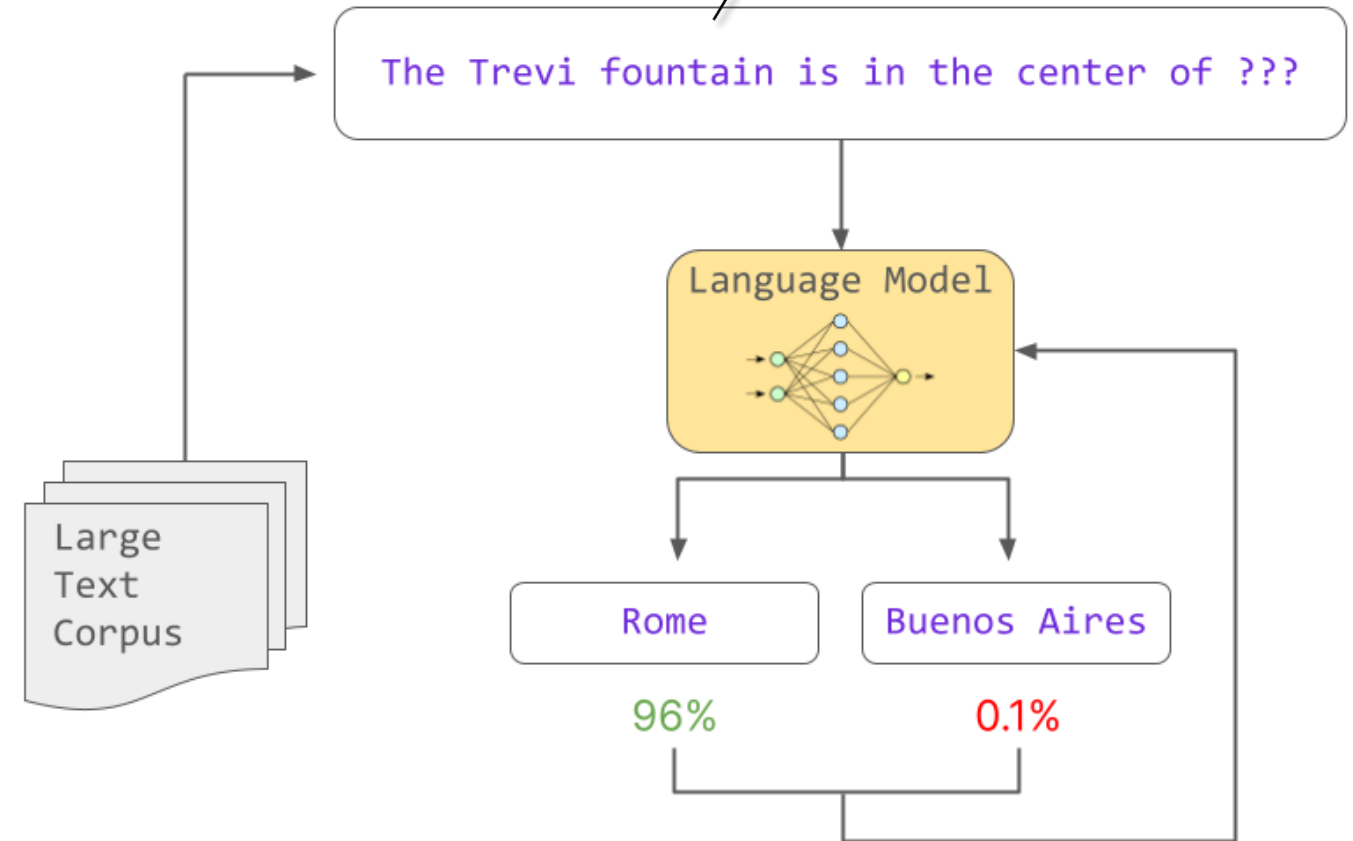 The Trevi fountain is in the center of ???
Language Model
Large
Text
Corpus
Rome
Buenos Aires
96%
0.1%